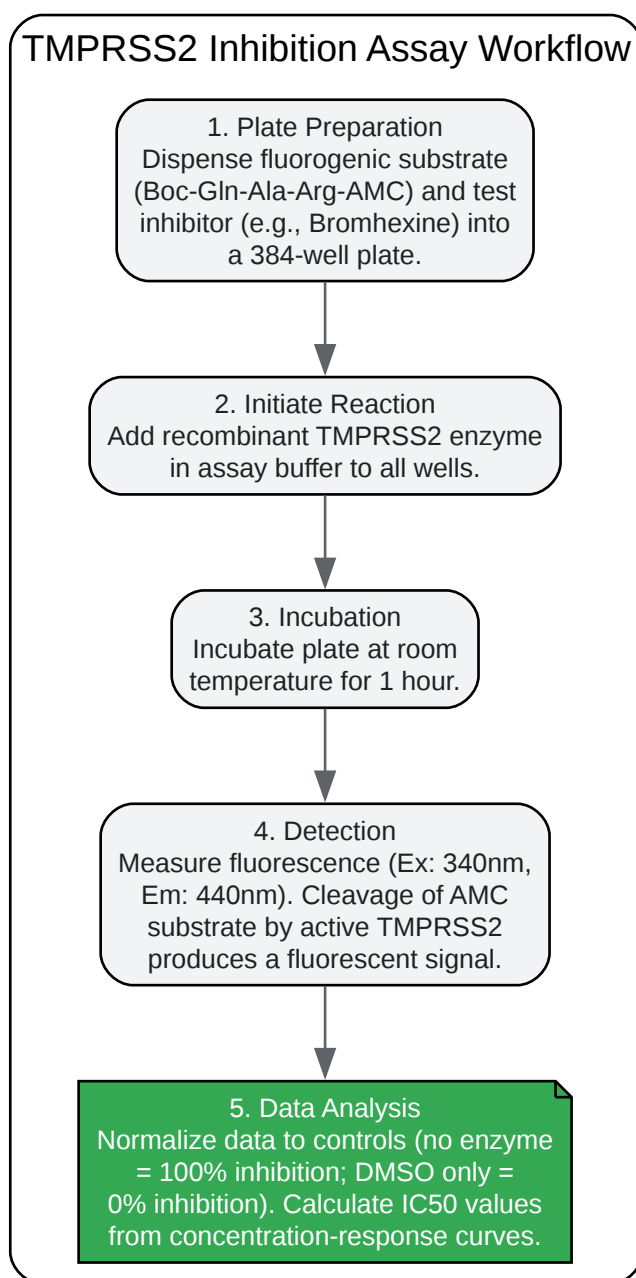 TMPRSS2 Inhibition Assay Workflow
1. Plate Preparation
Dispense fluorogenic substrate
(Boc-Gln-Ala-Arg-AMC) and test
inhibitor (e.g., Bromhexine) into
a 384-well plate.
2. Initiate Reaction
Add recombinant TMPRSS2 enzyme
in assay buffer to all wells.
3. Incubation
Incubate plate at room
temperature for 1 hour.
4. Detection
Measure fluorescence (Ex: 340nm,
Em: 440nm). Cleavage of AMC
substrate by active TMPRSS2
produces a fluorescent signal.
5. Data Analysis
Normalize data to controls (no enzyme
= 100% inhibition; DMSO only =
0% inhibition). Calculate IC50 values
from concentration-response curves.